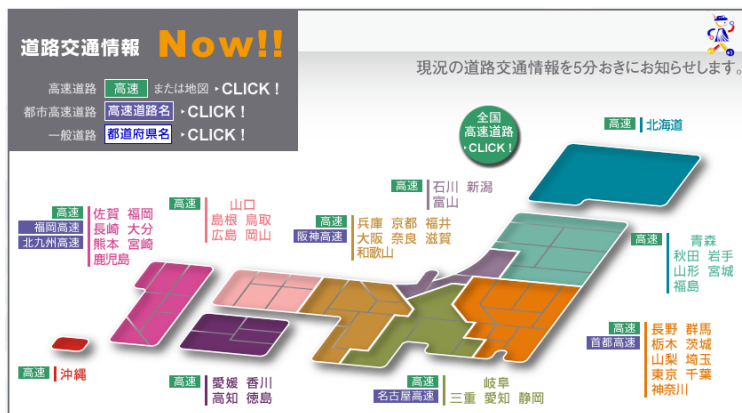 道路交通情報 Now!!
高速道路 高速 または地図 ▸CLICK！
都市高速道路 高速道路名 ▸CLICK！
一般道路 都道府県名 ▸CLICK！
現況の道路交通情報を5分おきにお知らせします。
全国
高速道路
▸CLICK!
高速 北海道
高速 石川 新潟
富山
高速 山口
島根 鳥取
広島 岡山
高速 佐賀 福岡
福岡高速 長崎 大分
北九州高速 熊本 宮崎
鹿児島
高速 兵庫 京都 福井
阪神高速 大阪 奈良 滋賀
和歌山
高速 青森
秋田 岩手
山形 宮城
福島
高速 長野 群馬
首都高速 栃木 茨城
山梨 埼玉
東京 千葉
神奈川
高速 沖縄
高速 愛媛 香川
高知 徳島
高速 岐阜
名古屋高速 三重 愛知 静岡